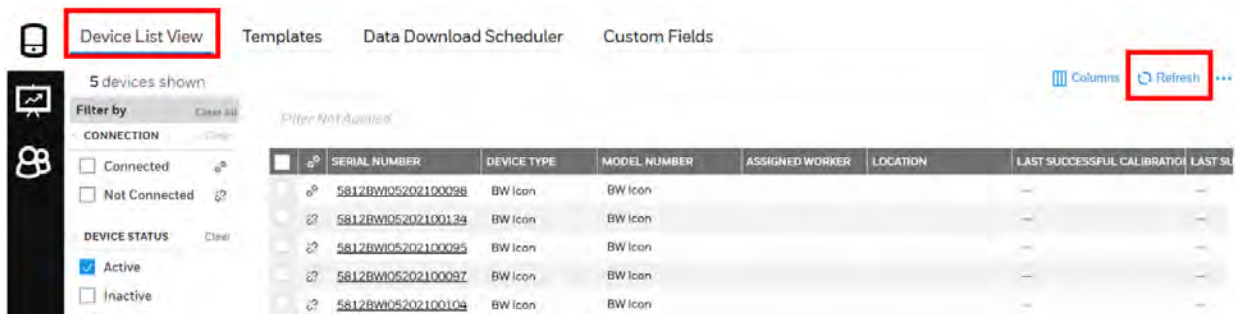 Device List View Templates Data Download Scheduler Custom Fields
5 devices shown
Columns Refresh ...
Filter by Clear All
Filter Not Applied
CONNECTION Clear
Connected
Not Connected
DEVICE STATUS Clear
Active
Inactive
SERIAL NUMBER DEVICE TYPE MODEL NUMBER ASSIGNED WORKER LOCATION LAST SUCCESSFUL CALIBRATIO LAST SU
5812BWI05202100098 BW Icon BW Icon --- ---
5812BWI05202100134 BW Icon BW Icon --- ---
5812BWI05202100095 BW Icon BW Icon --- ---
5812BWI05202100097 BW Icon BW Icon --- ---
5812BWI05202100104 BW Icon BW Icon --- ---